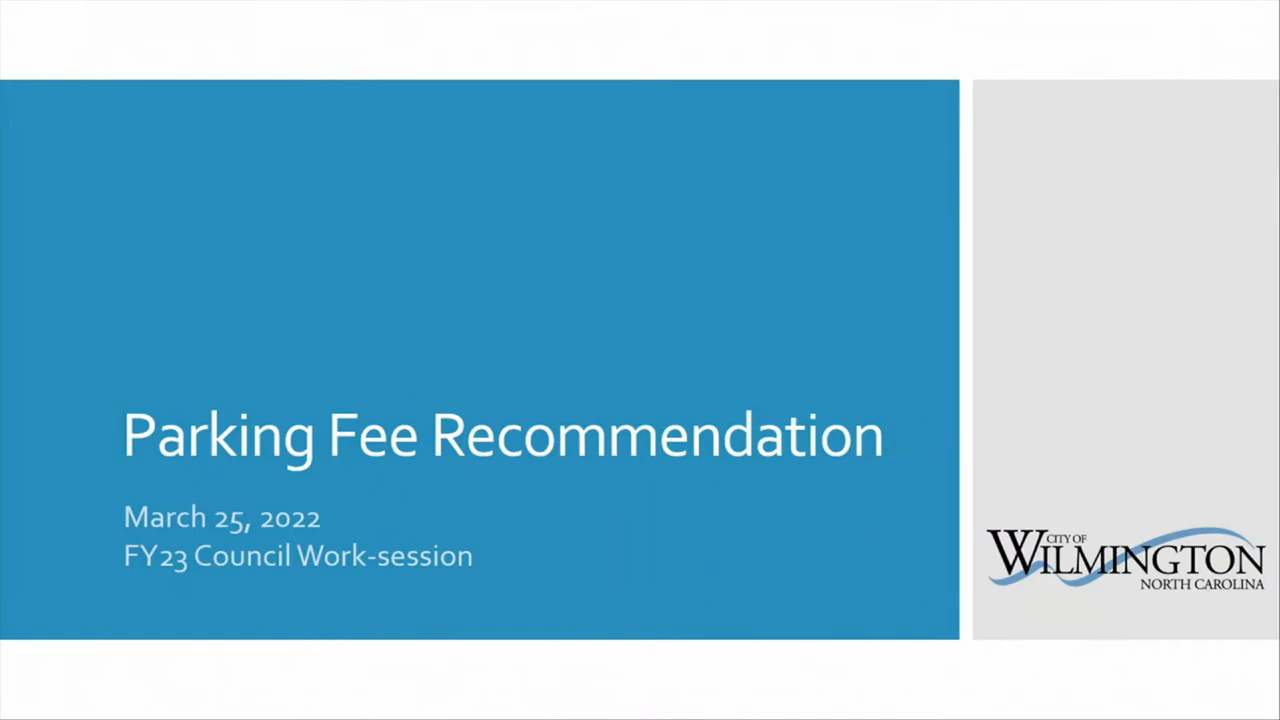 Parking Fee Recommendation
March 25, 2022
FY23 Council Work-session
CITY OF
WILMINGTON
NORTH CAROLINA